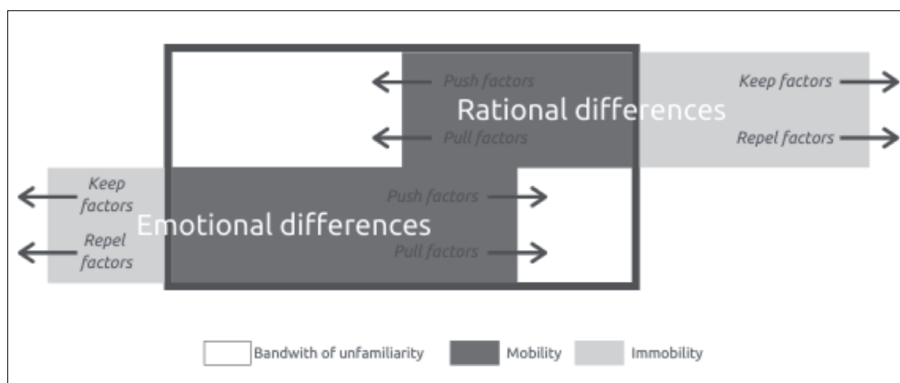 Push factors
Keep factors
Rational differences
Pull factors
Repel factors
Keep
factors
Push factors
Emotional differences
Repel
factors
Pull factors
Bandwith of unfamiliarity
Mobility
Immobility